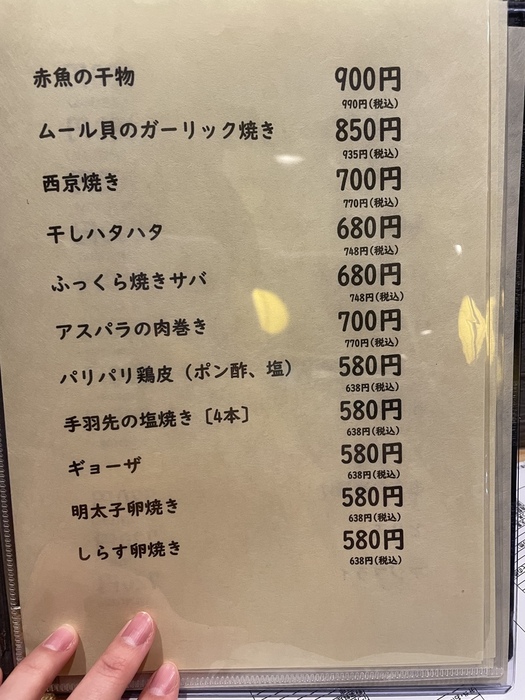 赤魚の干物 900円
990円(税込)
ムール貝のガーリック焼き 850円
935円(税込)
西京焼き 700円
770円(税込)
干しハタハタ 680円
748円(税込)
ふっくら焼きサバ 680円
748円(税込)
アスパラの肉巻き 700円
770円(税込)
パリパリ鶏皮(ポン酢、塩) 580円
638円(税込)
手羽先の塩焼き〔4本〕 580円
638円(税込)
ギョーザ 580円
638円(税込)
明太子卵焼き 580円
638円(税込)
しらす卵焼き 580円
638円(税込)